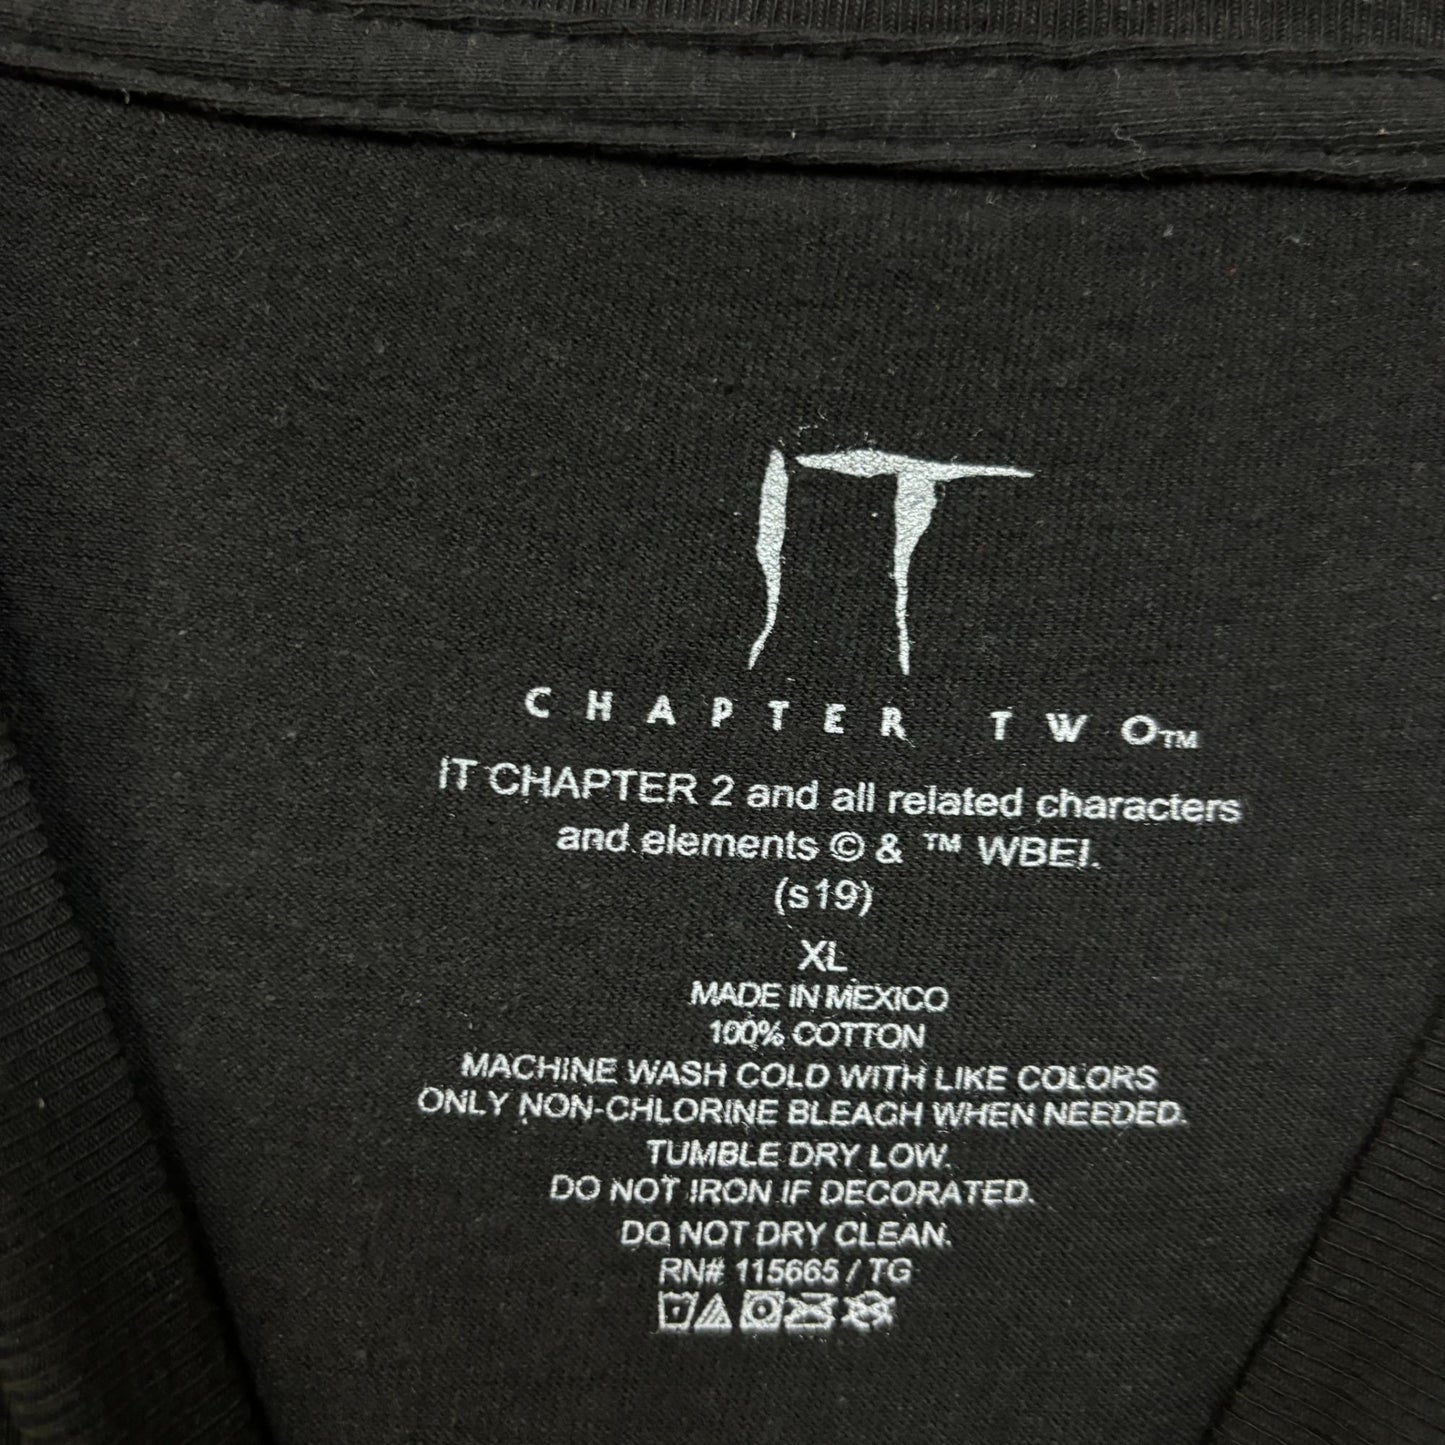 IT
CHAPTER TWO™
IT CHAPTER 2 and all related characters
and elements © & ™ WBEI.
(s19)
XL
MADE IN MEXICO
100% COTTON
MACHINE WASH COLD WITH LIKE COLORS
ONLY NON-CHLORINE BLEACH WHEN NEEDED.
TUMBLE DRY LOW.
DO NOT IRON IF DECORATED.
DO NOT DRY CLEAN.
RN# 115665 / TG